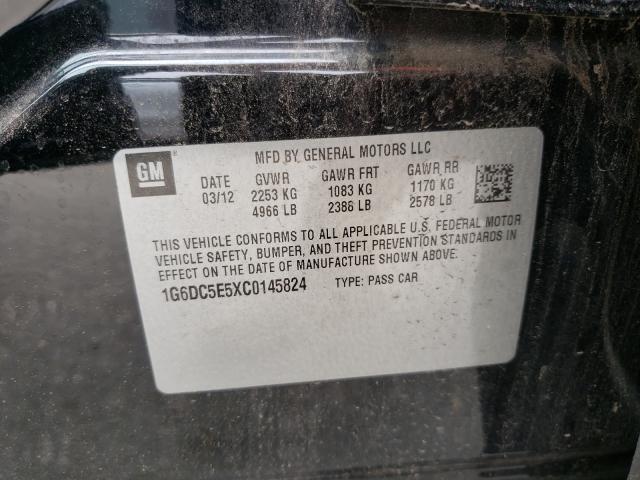 GM
MFD BY GENERAL MOTORS LLC
DATE GVWR GAWR FRT GAWR RR
03/12 2253 KG 1083 KG 1170 KG
4966 LB 2386 LB 2578 LB
THIS VEHICLE CONFORMS TO ALL APPLICABLE U.S. FEDERAL MOTOR
VEHICLE SAFETY, BUMPER, AND THEFT PREVENTION STANDARDS IN
EFFECT ON THE DATE OF MANUFACTURE SHOWN ABOVE.
1G6DC5E5XC0145824 TYPE: PASS CAR